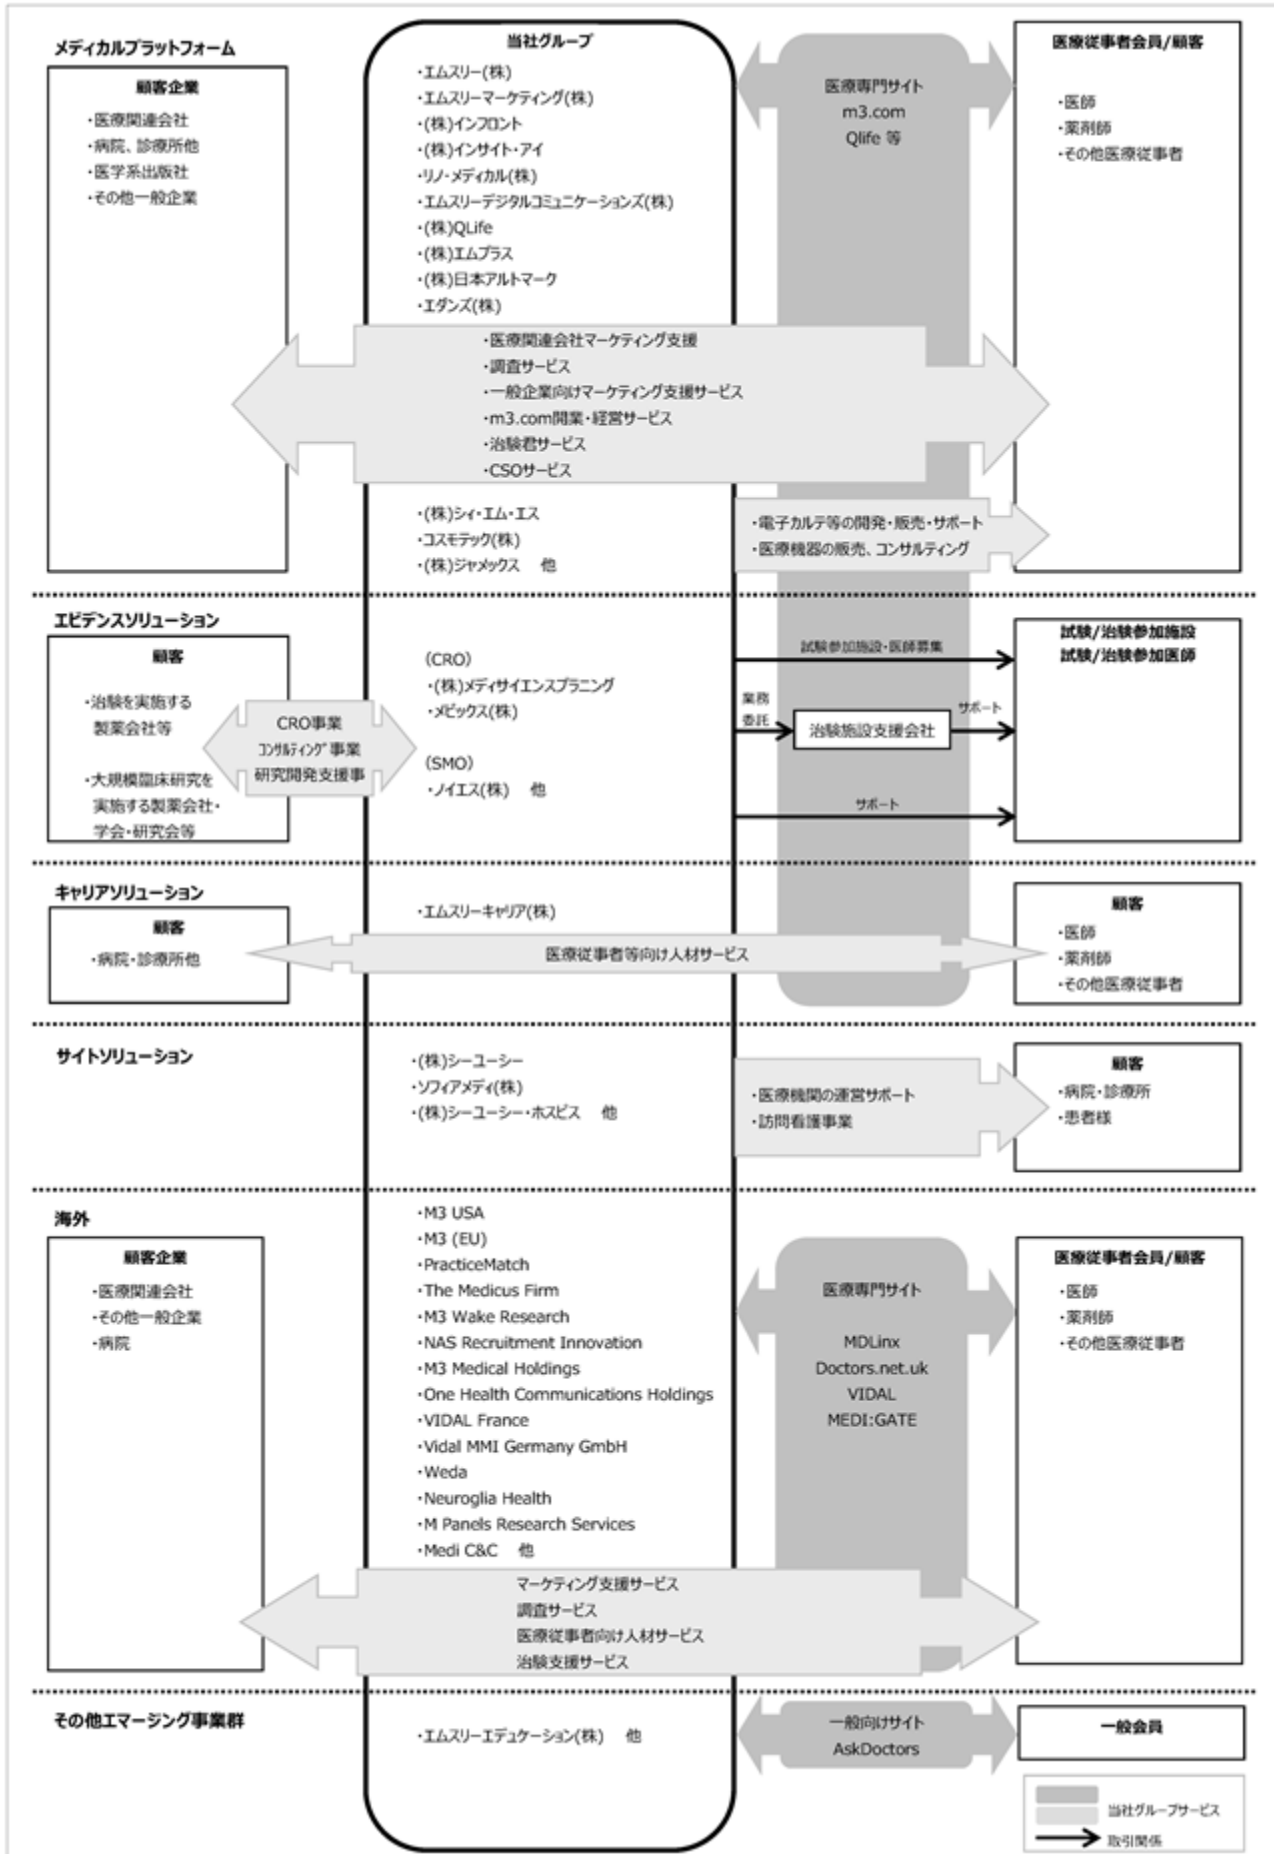 メディカルプラットフォーム
顧客企業
・医療関連会社
・病院、診療所他
・医学系出版社
・その他一般企業
当社グループ
・エムスリー(株)
・エムスリーマーケティング(株)
・(株)インフロント
・(株)インサイト・アイ
・リノ・メディカル(株)
・エムスリーデジタルコミュニケーションズ(株)
・(株)QLife
・(株)エムプラス
・(株)日本アルトマーク
・エダンズ(株)
医療専門サイト
m3.com
Qlife 等
医療従事者会員/顧客
・医師
・薬剤師
・その他医療従事者
・医療関連会社マーケティング支援
・調査サービス
・一般企業向けマーケティング支援サービス
・m3.com開業・経営サービス
・治験君サービス
・CSOサービス
・(株)シィ・エム・エス
・コスモテック(株)
・(株)ジャメックス 他
・電子カルテ等の開発・販売・サポート
・医療機器の販売、コンサルティング
エビデンスソリューション
顧客
・治験を実施する
製薬会社等
・大規模臨床研究を
実施する製薬会社・
学会・研究会等
CRO事業
コンサルティング事業
研究開発支援事
(CRO)
・(株)メディサイエンスプラニング
・メビックス(株)
(SMO)
・ノイエス(株) 他
試験参加施設・医師募集
業務
委託
治験施設支援会社
サポート
サポート
試験/治験参加施設
試験/治験参加医師
キャリアソリューション
顧客
・病院・診療所他
・エムスリーキャリア(株)
医療従事者等向け人材サービス
顧客
・医師
・薬剤師
・その他医療従事者
サイトソリューション
・(株)シーユーシー
・ソフィアメディ(株)
・(株)シーユーシー・ホスピス 他
・医療機関の運営サポート
・訪問看護事業
顧客
・病院・診療所
・患者様
海外
顧客企業
・医療関連会社
・その他一般企業
・病院
・M3 USA
・M3 (EU)
・PracticeMatch
・The Medicus Firm
・M3 Wake Research
・NAS Recruitment Innovation
・M3 Medical Holdings
・One Health Communications Holdings
・VIDAL France
・Vidal MMI Germany GmbH
・Weda
・Neuroglia Health
・M Panels Research Services
・Medi C&C 他
医療専門サイト
MDLinx
Doctors.net.uk
VIDAL
MEDI:GATE
医療従事者会員/顧客
・医師
・薬剤師
・その他医療従事者
マーケティング支援サービス
調査サービス
医療従事者向け人材サービス
治験支援サービス
その他エマージング事業群
・エムスリーエデュケーション(株) 他
一般向けサイト
AskDoctors
一般会員
当社グループサービス
取引関係